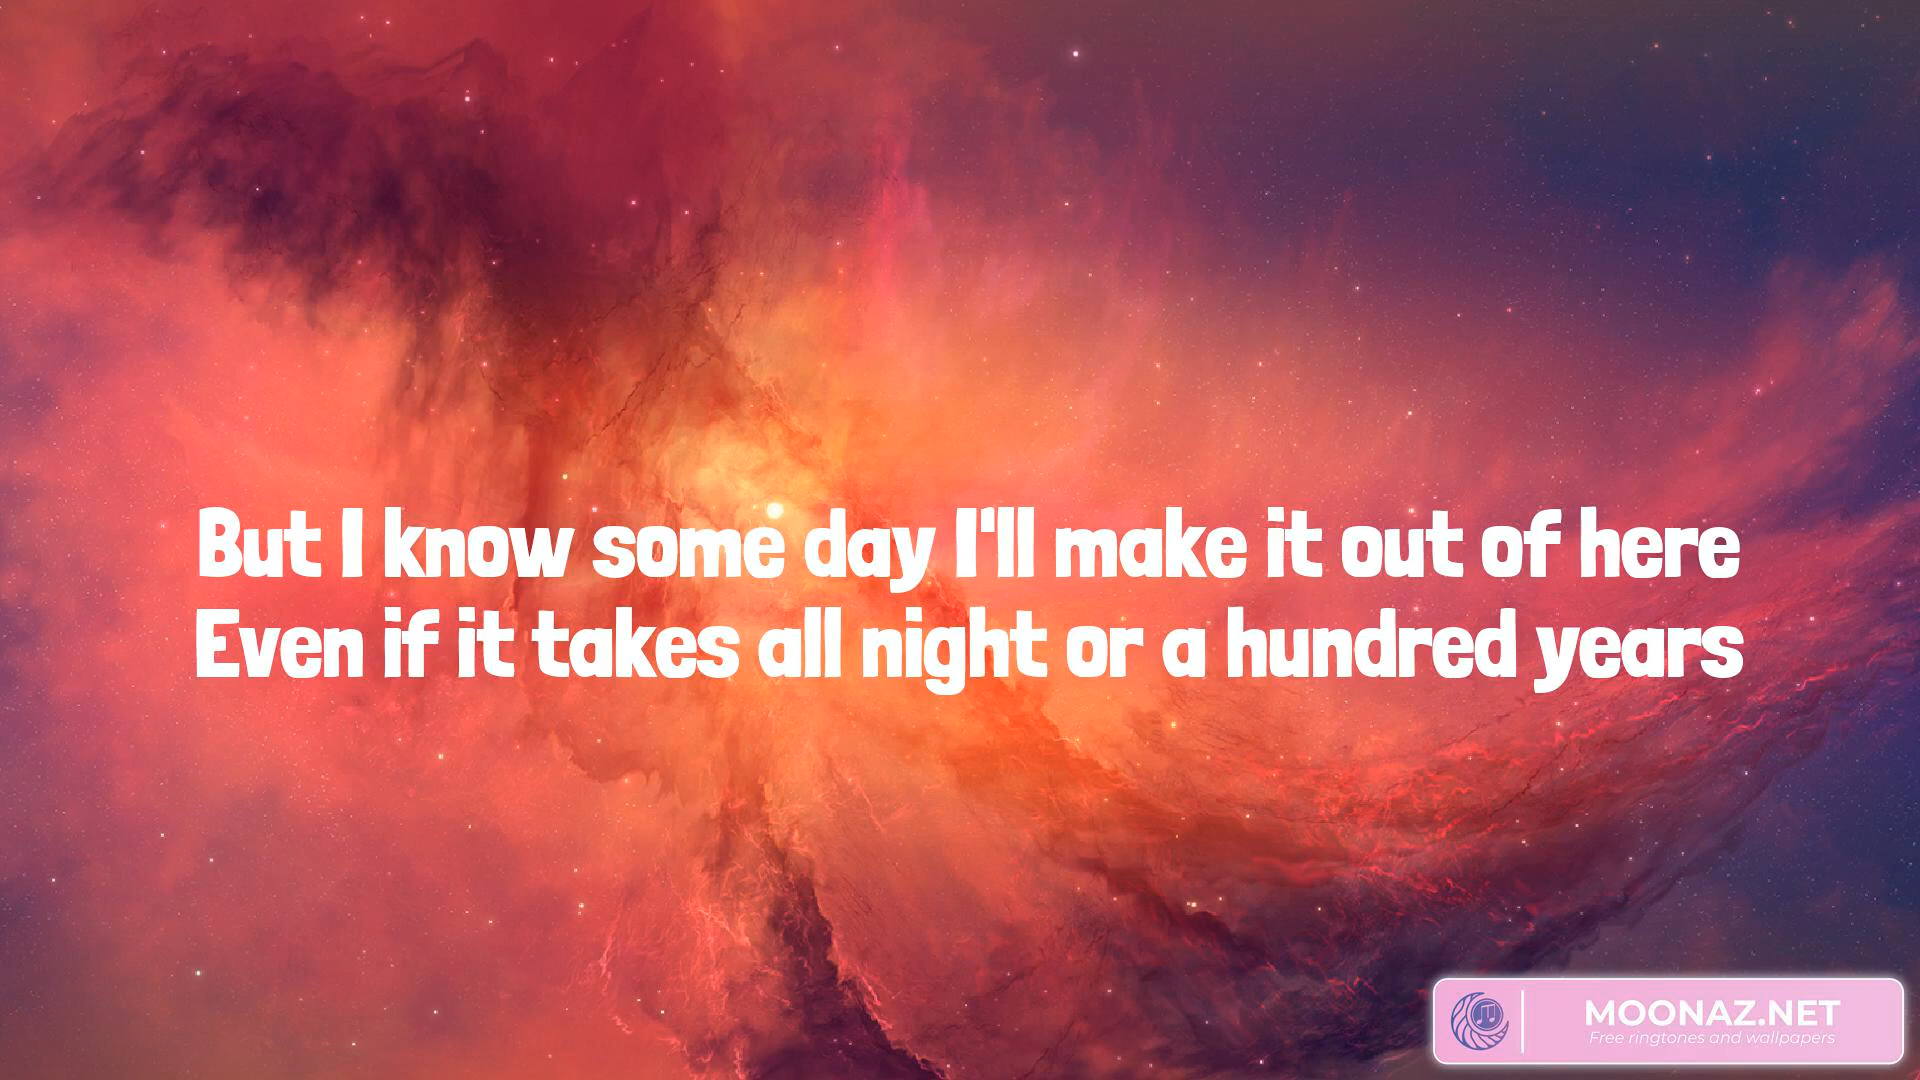 But I know some day I'll make it out of here
Even if it takes all night or a hundred years
MOONAZ.NET
Free ringtones and wallpapers